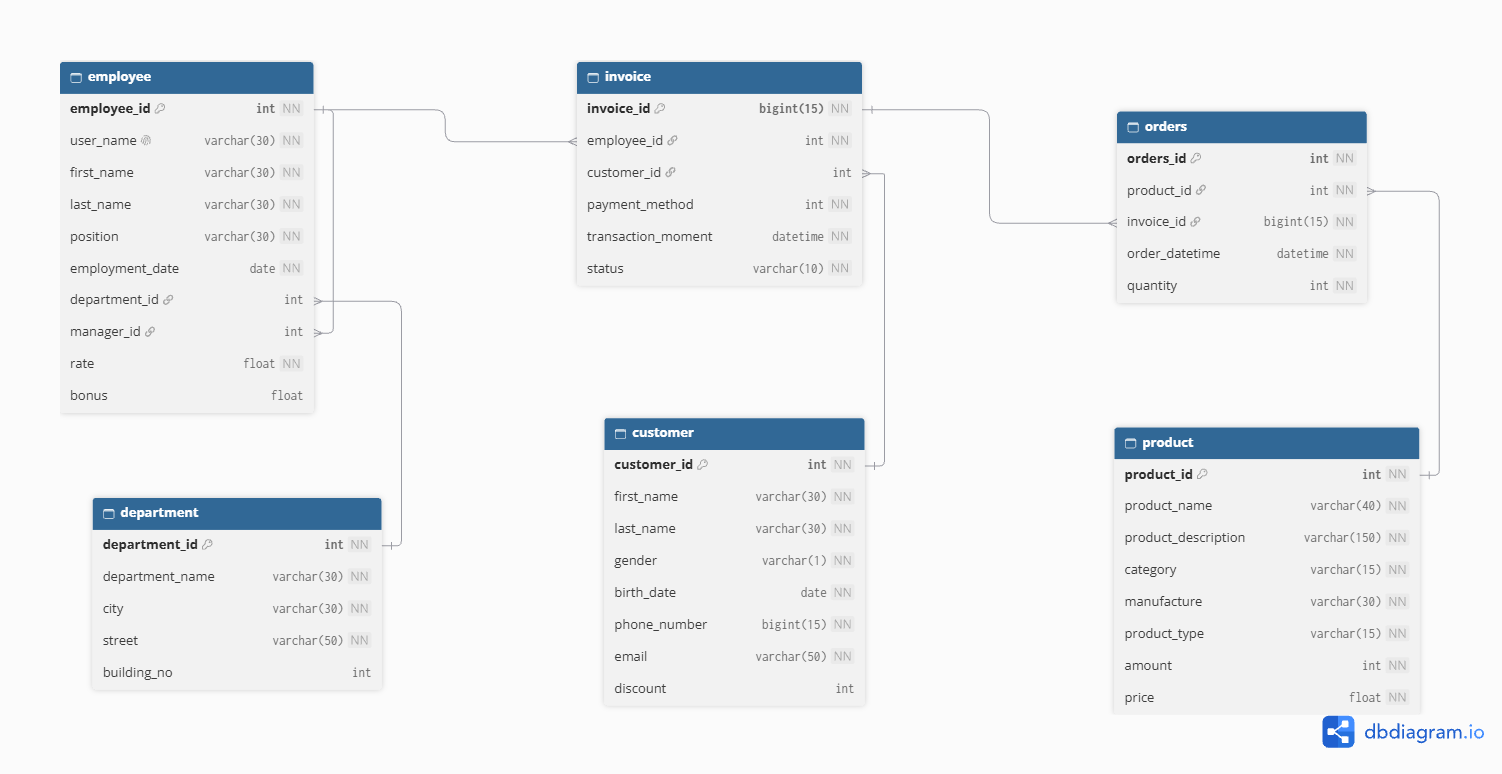 employee
employee_id int NN
user_name varchar(30) NN
first_name varchar(30) NN
last_name varchar(30) NN
position varchar(30) NN
employment_date date NN
department_id int
manager_id int
rate float NN
bonus float
invoice
invoice_id bigint(15) NN
employee_id int NN
customer_id int
payment_method int NN
transaction_moment datetime NN
status varchar(10) NN
orders
orders_id int NN
product_id int NN
invoice_id bigint(15) NN
order_datetime datetime NN
quantity int NN
department
department_id int NN
department_name varchar(30) NN
city varchar(30) NN
street varchar(50) NN
building_no int
customer
customer_id int NN
first_name varchar(30) NN
last_name varchar(30) NN
gender varchar(1) NN
birth_date date NN
phone_number bigint(15) NN
email varchar(50) NN
discount int
product
product_id int NN
product_name varchar(40) NN
product_description varchar(150) NN
category varchar(15) NN
manufacture varchar(30) NN
product_type varchar(15) NN
amount int NN
price float NN
dbdiagram.io